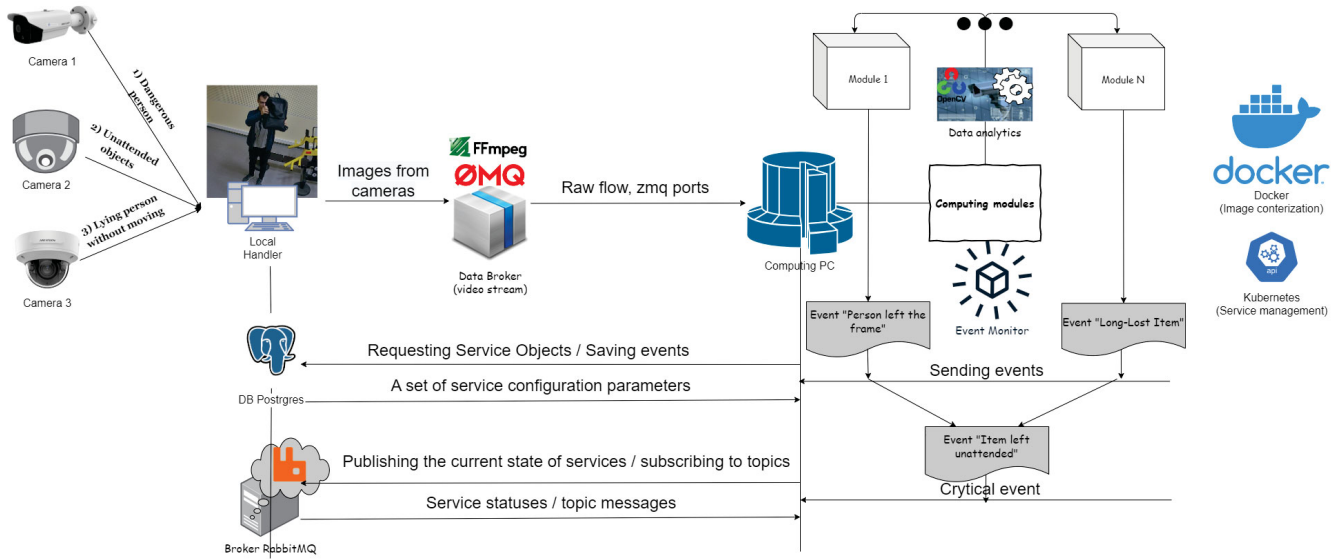 Camera 1
1) Dangerous
person
Camera 2
2) Unattended
objects
Camera 3
3) Lying person
without moving
Local
Handler
Images from
cameras
FFmpeg
ØMQ
Data Broker
(video stream)
Raw flow, zmq ports
Computing PC
Module 1
Module N
OpenCV
Data analytics
Computing modules
Event Monitor
docker
Docker
(Image conterization)
api
Kubernetes
(Service management)
Event "Person left the
frame"
Event "Long-Lost Item"
Requesting Service Objects / Saving events
Sending events
A set of service configuration parameters
DB Postrgres
Event "Item left
unattended"
Publishing the current state of services / subscribing to topics
Crytical event
Service statuses / topic messages
Broker RabbitMQ